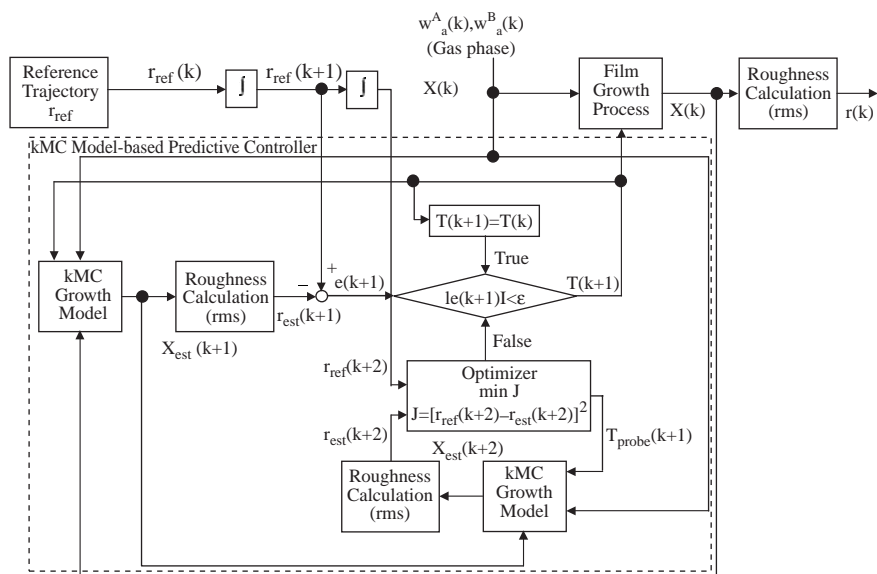 w^A_a(k),w^B_a(k)
(Gas phase)
Reference
Trajectory
r_ref
r_ref(k)
∫
r_ref(k+1)
∫
X(k)
Film
Growth
Process
X(k)
Roughness
Calculation
(rms)
r(k)
kMC Model-based Predictive Controller
T(k+1)=T(k)
True
kMC
Growth
Model
Roughness
Calculation
(rms)
−
+
e(k+1)
r_est(k+1)
X_est(k+1)
le(k+1)I<ε
T(k+1)
False
r_ref(k+2)
Optimizer
min J
J=[r_ref(k+2)−r_est(k+2)]^2
r_est(k+2)
T_probe(k+1)
X_est(k+2)
Roughness
Calculation
(rms)
kMC
Growth
Model